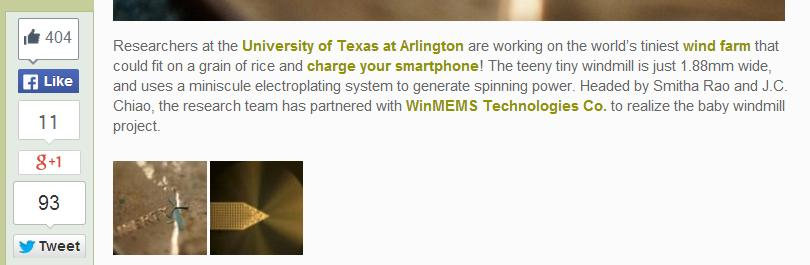 404
Like
11
g+1
93
Tweet
Researchers at the University of Texas at Arlington are working on the world's tiniest wind farm that
could fit on a grain of rice and charge your smartphone! The teeny tiny windmill is just 1.88mm wide,
and uses a miniscule electroplating system to generate spinning power. Headed by Smitha Rao and J.C.
Chiao, the research team has partnered with WinMEMS Technologies Co. to realize the baby windmill
project.